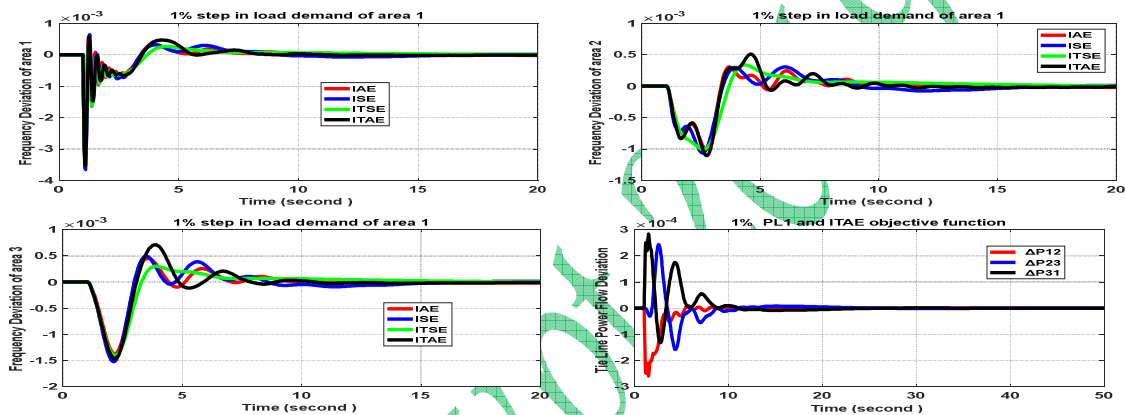 ×10⁻³
1% step in load demand of area 1
1
0
-1
-2
-3
-4
Frequency Deviation of area 1
IAE
ISE
ITSE
ITAE
0
5
10
15
20
Time (second )
×10⁻³
1% step in load demand of area 1
1
0.5
0
-0.5
-1
-1.5
Frequency Deviation of area 2
IAE
ISE
ITSE
ITAE
0
5
10
15
20
Time (second )
×10⁻³
1% step in load demand of area 1
1
0.5
0
-0.5
-1
-1.5
-2
Frequency Deviation of area 3
IAE
ISE
ITSE
ITAE
0
5
10
15
20
Time (second )
×10⁻⁴
1% PL1 and ITAE objective function
3
2
1
0
-1
-2
-3
Tie Line Power Flow Deviation
ΔP12
ΔP23
ΔP31
0
10
20
30
40
50
Time (second )